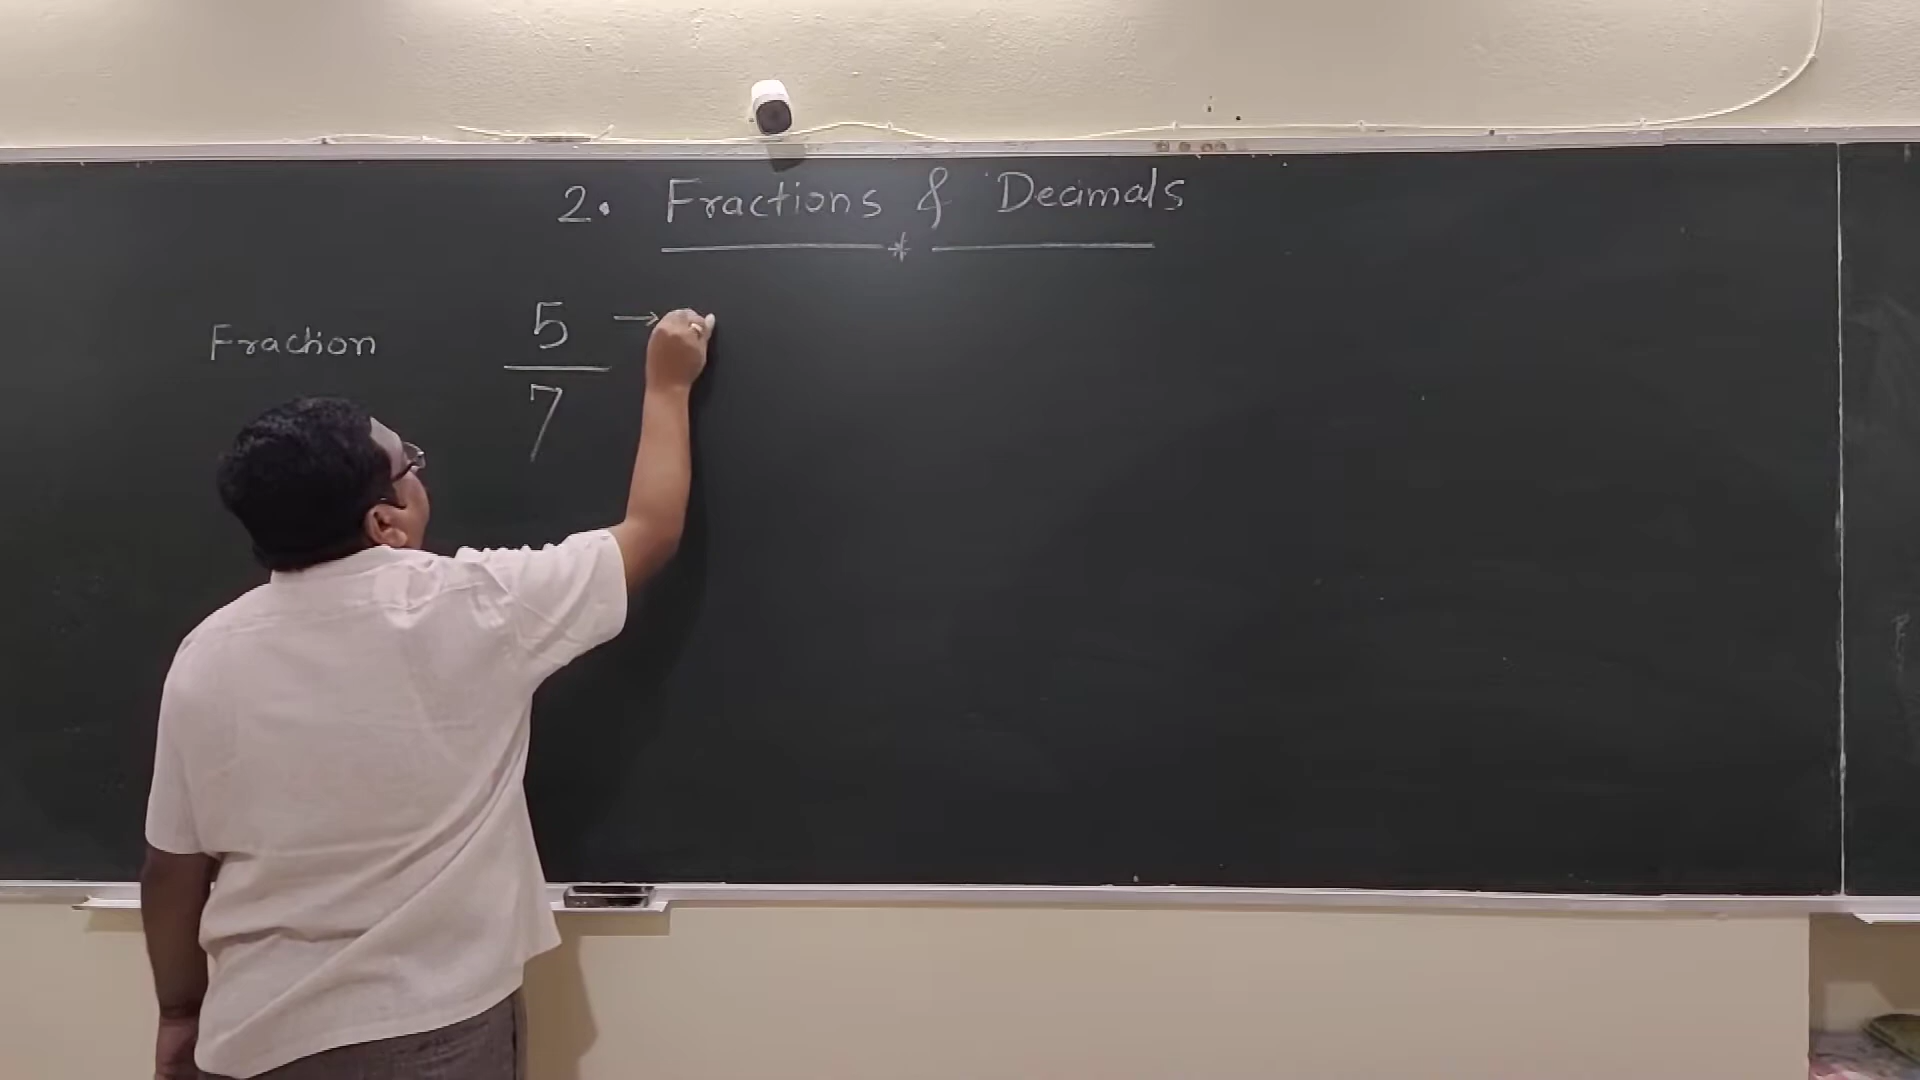 2. Fractions & Decimals
*
Fraction 5 →
7